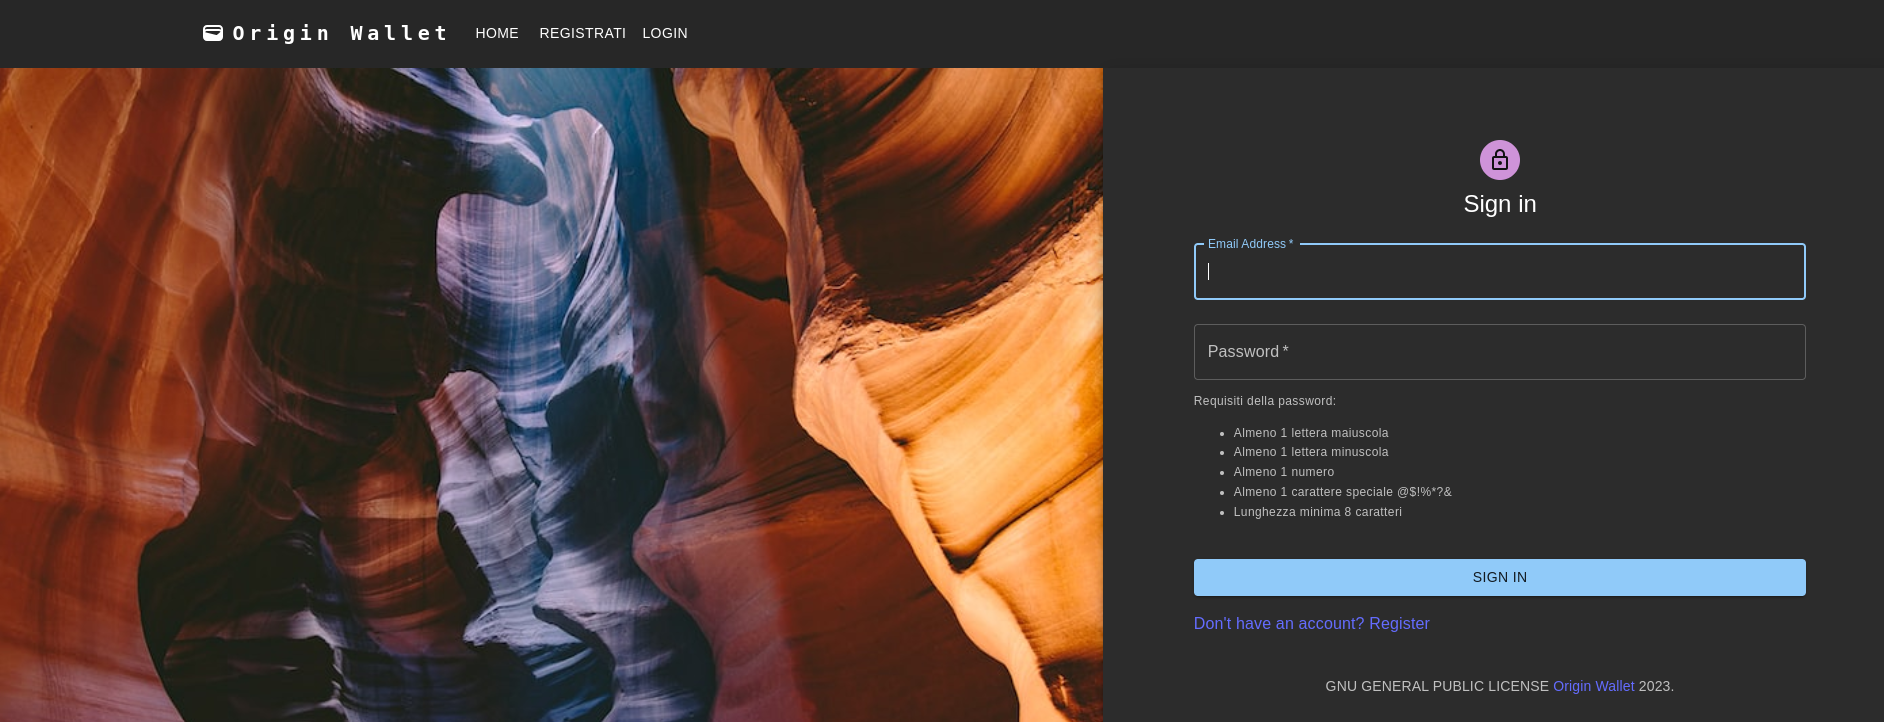 Origin Wallet HOME REGISTRATI LOGIN
Sign in
Email Address *
Password *
Requisiti della password:
• Almeno 1 lettera maiuscola
• Almeno 1 lettera minuscola
• Almeno 1 numero
• Almeno 1 carattere speciale @$!%*?&
• Lunghezza minima 8 caratteri
SIGN IN
Don't have an account? Register
GNU GENERAL PUBLIC LICENSE Origin Wallet 2023.